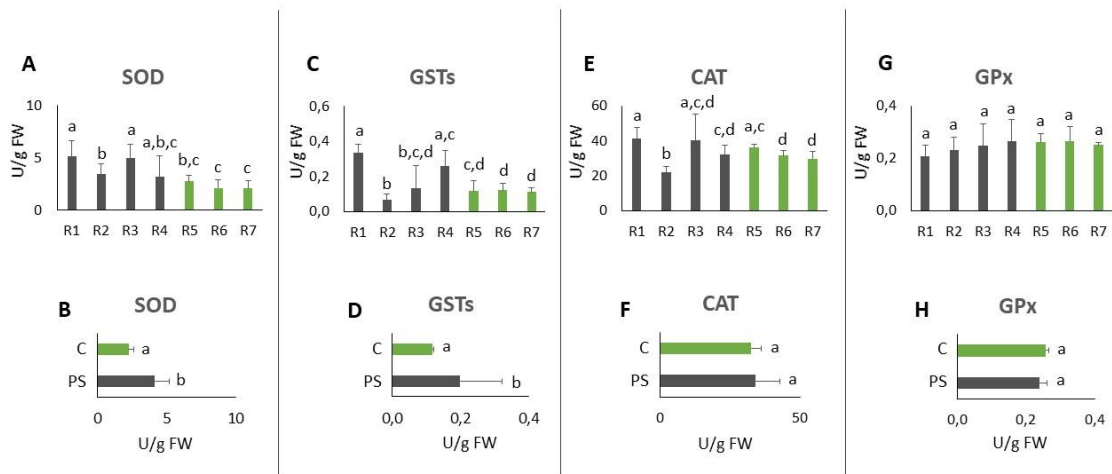 A
SOD
U/g FW
10
5
0
a
b
a
a,b,c
b,c
c
c
R1 R2 R3 R4 R5 R6 R7
C
GSTs
U/g FW
0,6
0,4
0,2
0,0
a
b
b,c,d
a,c
c,d
d
d
R1 R2 R3 R4 R5 R6 R7
E
CAT
U/g FW
60
40
20
0
a
b
a,c,d
c,d
a,c
d
d
R1 R2 R3 R4 R5 R6 R7
G
GPx
U/g FW
0,4
0,2
0,0
a
a
a
a
a
a
a
R1 R2 R3 R4 R5 R6 R7
B
SOD
C a
PS b
0 5 10
U/g FW
D
GSTs
C a
PS b
0,0 0,2 0,4
U/g FW
F
CAT
C a
PS a
0 50
U/g FW
H
GPx
C a
PS a
0,0 0,2 0,4
U/g FW